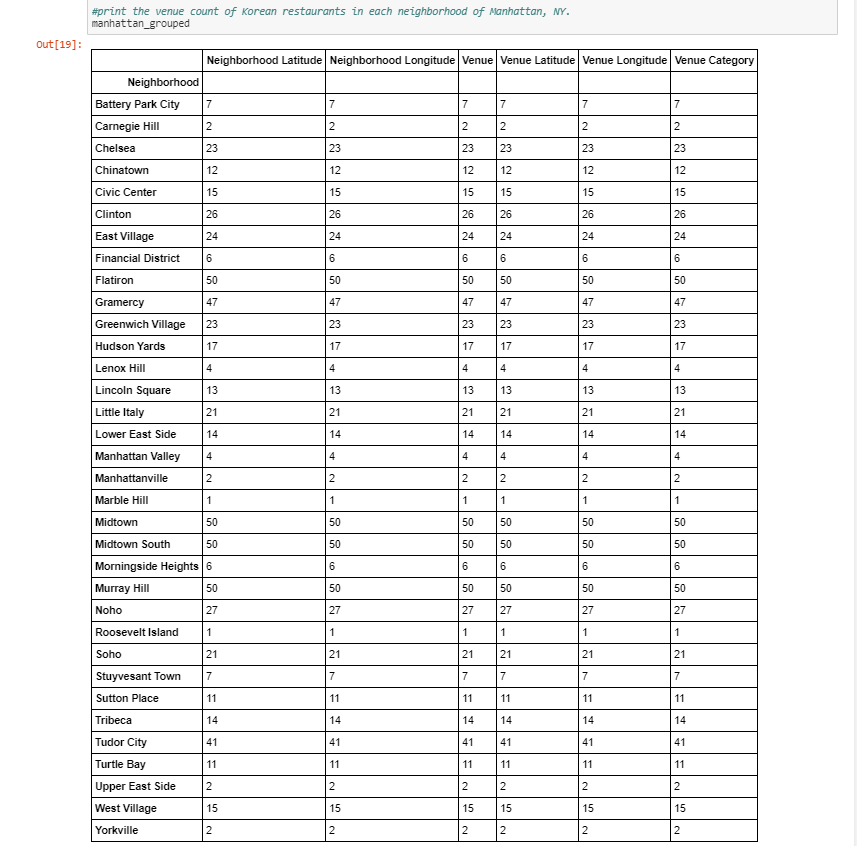 #print the venue count of Korean restaurants in each neighborhood of Manhattan, NY.
manhattan_grouped
Out[19]:
Neighborhood Latitude Neighborhood Longitude Venue Venue Latitude Venue Longitude Venue Category
Neighborhood
Battery Park City 7 7 7 7 7 7
Carnegie Hill 2 2 2 2 2 2
Chelsea 23 23 23 23 23 23
Chinatown 12 12 12 12 12 12
Civic Center 15 15 15 15 15 15
Clinton 26 26 26 26 26 26
East Village 24 24 24 24 24 24
Financial District 6 6 6 6 6 6
Flatiron 50 50 50 50 50 50
Gramercy 47 47 47 47 47 47
Greenwich Village 23 23 23 23 23 23
Hudson Yards 17 17 17 17 17 17
Lenox Hill 4 4 4 4 4 4
Lincoln Square 13 13 13 13 13 13
Little Italy 21 21 21 21 21 21
Lower East Side 14 14 14 14 14 14
Manhattan Valley 4 4 4 4 4 4
Manhattanville 2 2 2 2 2 2
Marble Hill 1 1 1 1 1 1
Midtown 50 50 50 50 50 50
Midtown South 50 50 50 50 50 50
Morningside Heights 6 6 6 6 6 6
Murray Hill 50 50 50 50 50 50
Noho 27 27 27 27 27 27
Roosevelt Island 1 1 1 1 1 1
Soho 21 21 21 21 21 21
Stuyvesant Town 7 7 7 7 7 7
Sutton Place 11 11 11 11 11 11
Tribeca 14 14 14 14 14 14
Tudor City 41 41 41 41 41 41
Turtle Bay 11 11 11 11 11 11
Upper East Side 2 2 2 2 2 2
West Village 15 15 15 15 15 15
Yorkville 2 2 2 2 2 2